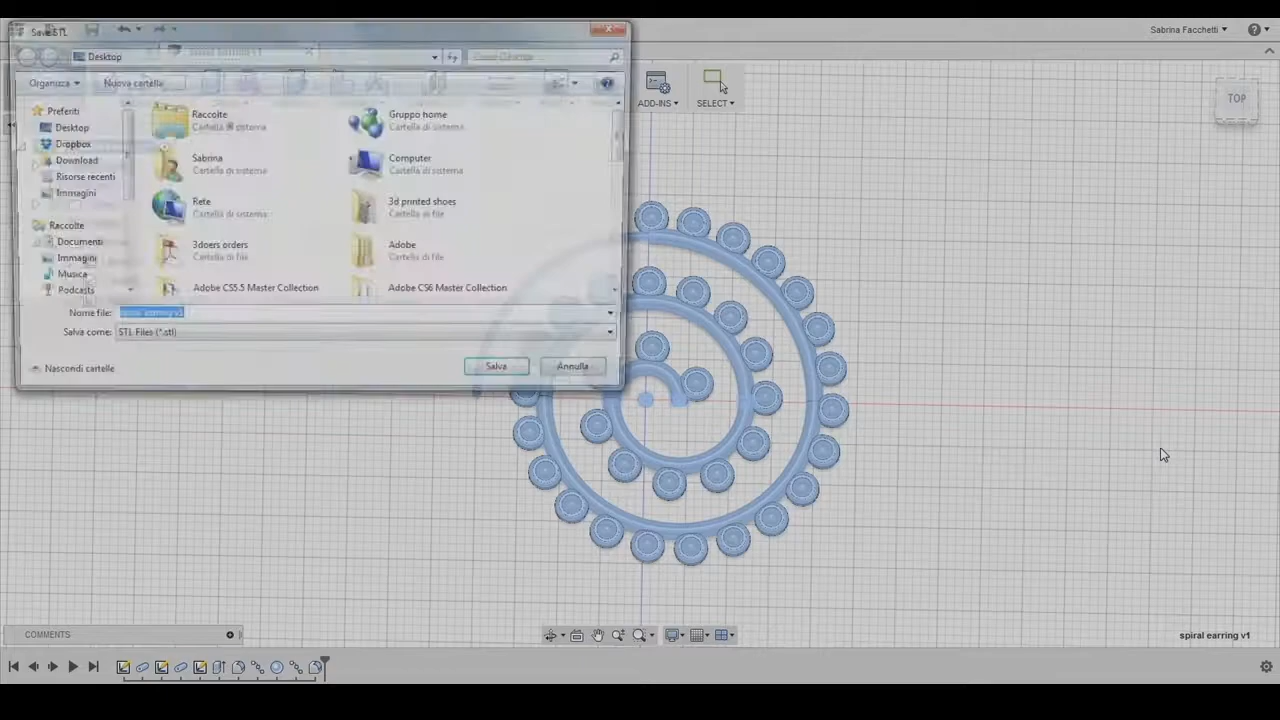 Save STL
Sabrina Facchetti
Desktop
Organizza
Nuova cartella
ADD-INS
SELECT
TOP
Preferiti
Desktop
Dropbox
Download
Risorse recenti
Immagini
Raccolte
Documenti
Immagini
Musica
Podcasts
Raccolte
Cartella di sistema
Gruppo home
Cartella di sistema
Sabrina
Cartella di sistema
Computer
Cartella di sistema
Rete
Cartella di sistema
3d printed shoes
Cartella di file
3doers orders
Cartella di file
Adobe
Cartella di file
Adobe CS5.5 Master Collection
Adobe CS6 Master Collection
Nome file:
spiral earring v1
Salva come:
STL Files (*.stl)
Nascondi cartelle
Salva
Annulla
COMMENTS
spiral earring v1